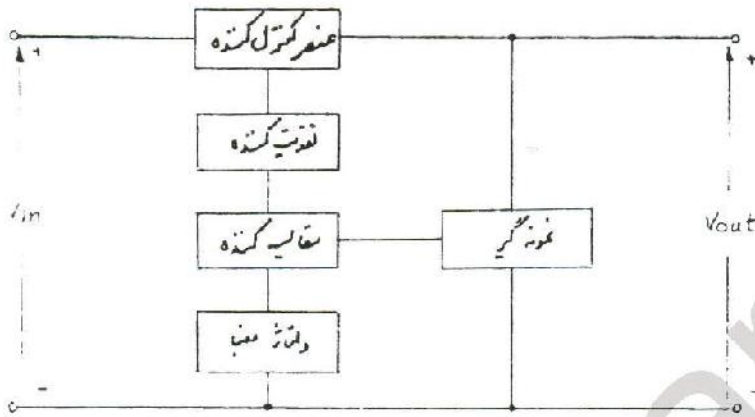 عنصر کنترل کننده
+
+
تقویت کننده
Vin
مقایسه کننده
نمونه گیر
Vout
ولتاژ مبنا
-
-